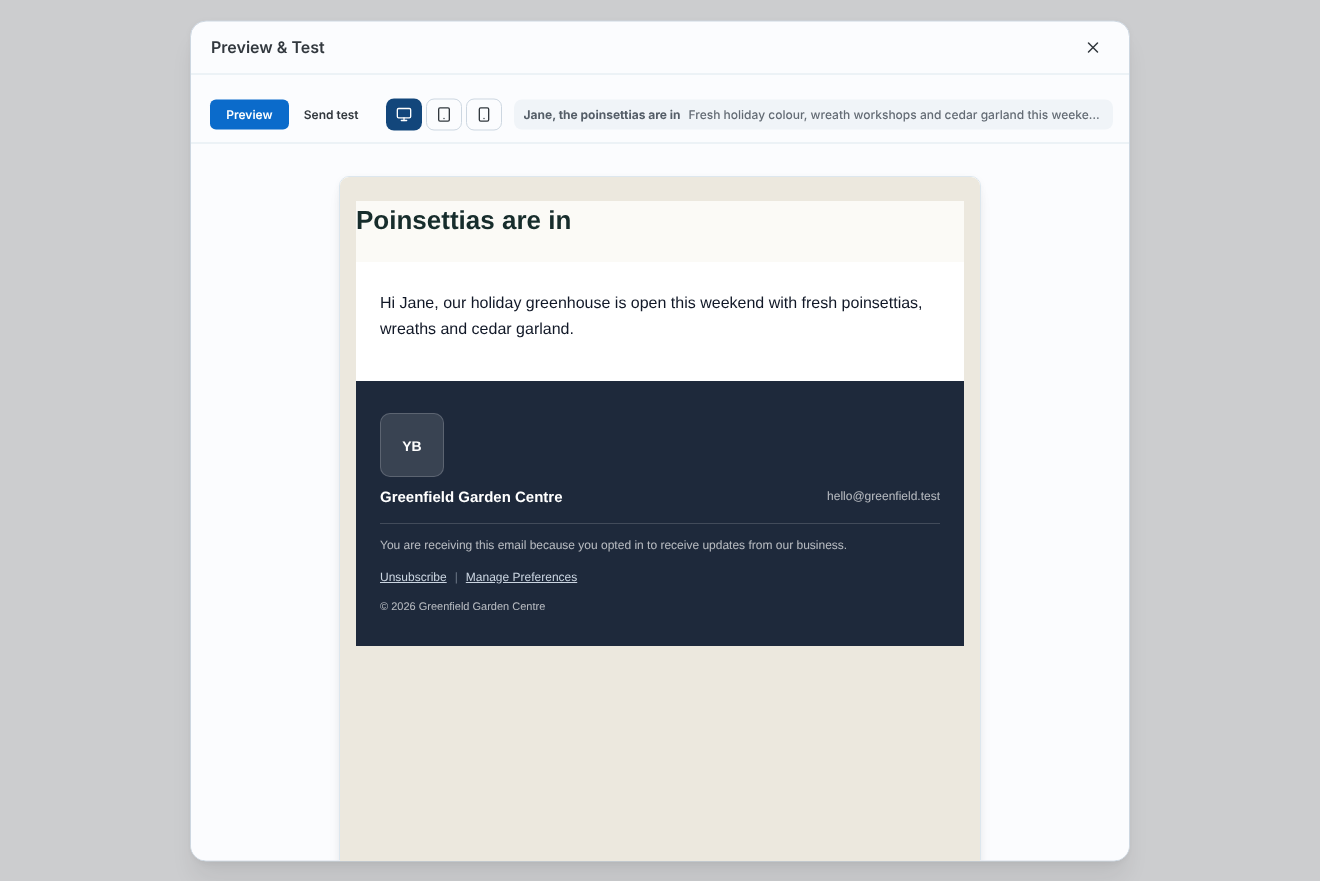 Preview & Test
Preview
Send test
Jane, the poinsettias are in Fresh holiday colour, wreath workshops and cedar garland this weeke...
Poinsettias are in
Hi Jane, our holiday greenhouse is open this weekend with fresh poinsettias,
wreaths and cedar garland.
YB
Greenfield Garden Centre
hello@greenfield.test
You are receiving this email because you opted in to receive updates from our business.
Unsubscribe | Manage Preferences
© 2026 Greenfield Garden Centre